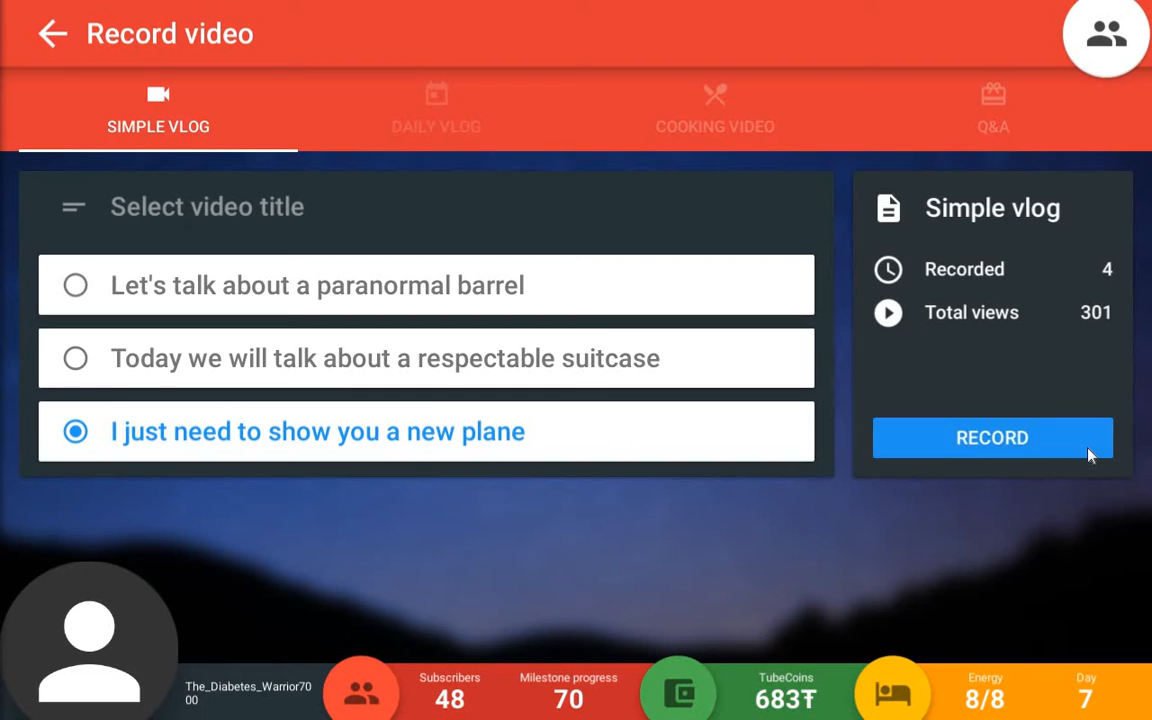 Record video
SIMPLE VLOG
DAILY VLOG
COOKING VIDEO
Q&A
Select video title
Let's talk about a paranormal barrel
Today we will talk about a respectable suitcase
I just need to show you a new plane
Simple vlog
Recorded 4
Total views 301
RECORD
The_Diabetes_Warrior70
00
Subscribers
48
Milestone progress
70
TubeCoins
683Ŧ
Energy
8/8
Day
7